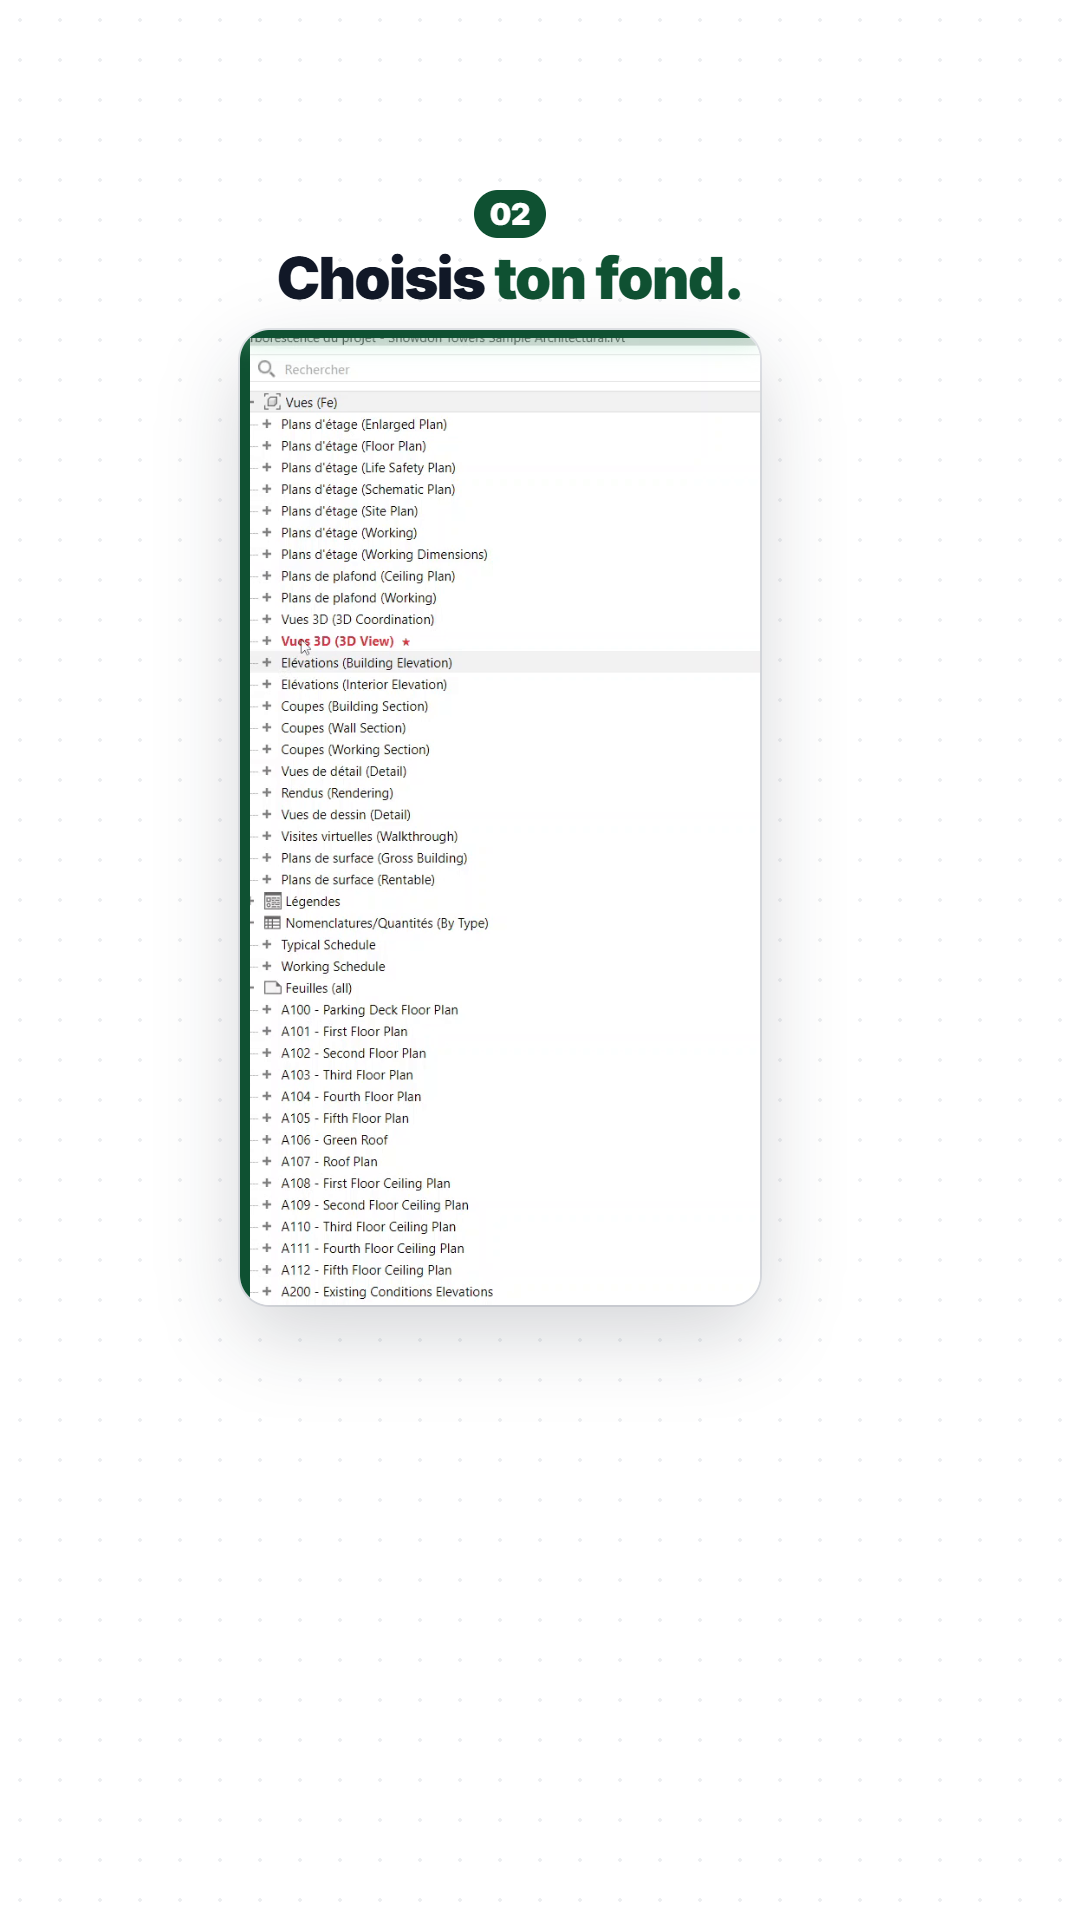 02
Choisis ton fond.
rborescence du projet - Snowdon Towers Sample Architectural.rvt
Rechercher
Vues (Fe)
Plans d'étage (Enlarged Plan)
Plans d'étage (Floor Plan)
Plans d'étage (Life Safety Plan)
Plans d'étage (Schematic Plan)
Plans d'étage (Site Plan)
Plans d'étage (Working)
Plans d'étage (Working Dimensions)
Plans de plafond (Ceiling Plan)
Plans de plafond (Working)
Vues 3D (3D Coordination)
Vues 3D (3D View) ★
Elévations (Building Elevation)
Elévations (Interior Elevation)
Coupes (Building Section)
Coupes (Wall Section)
Coupes (Working Section)
Vues de détail (Detail)
Rendus (Rendering)
Vues de dessin (Detail)
Visites virtuelles (Walkthrough)
Plans de surface (Gross Building)
Plans de surface (Rentable)
Légendes
Nomenclatures/Quantités (By Type)
Typical Schedule
Working Schedule
Feuilles (all)
A100 - Parking Deck Floor Plan
A101 - First Floor Plan
A102 - Second Floor Plan
A103 - Third Floor Plan
A104 - Fourth Floor Plan
A105 - Fifth Floor Plan
A106 - Green Roof
A107 - Roof Plan
A108 - First Floor Ceiling Plan
A109 - Second Floor Ceiling Plan
A110 - Third Floor Ceiling Plan
A111 - Fourth Floor Ceiling Plan
A112 - Fifth Floor Ceiling Plan
A200 - Existing Conditions Elevations